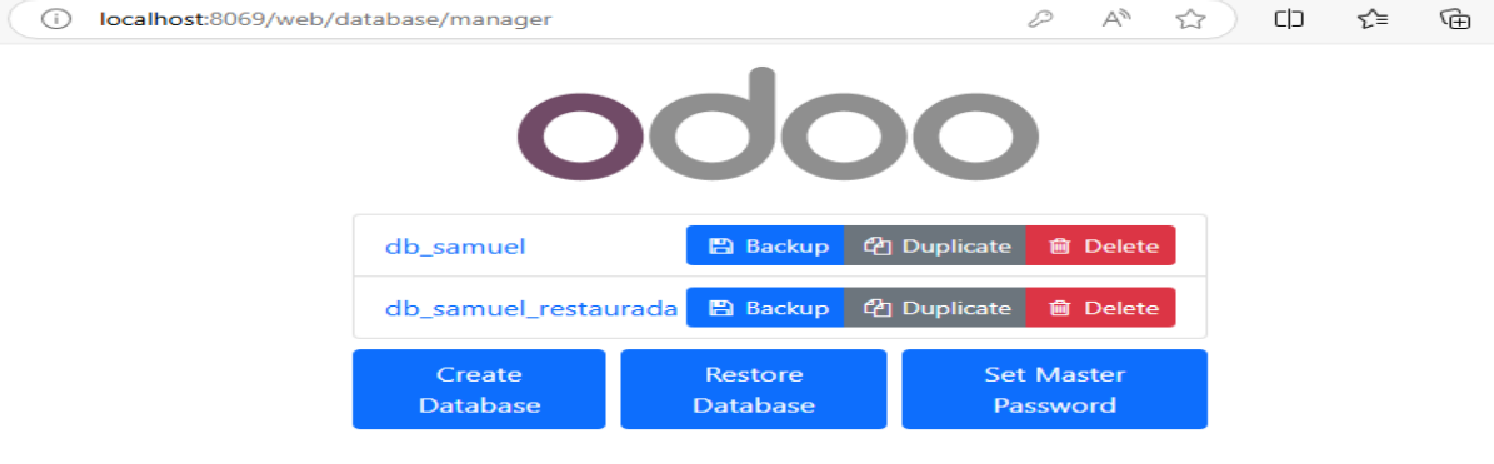 localhost:8069/web/database/manager
odoo
db_samuel Backup Duplicate Delete
db_samuel_restaurada Backup Duplicate Delete
Create Database Restore Database Set Master Password